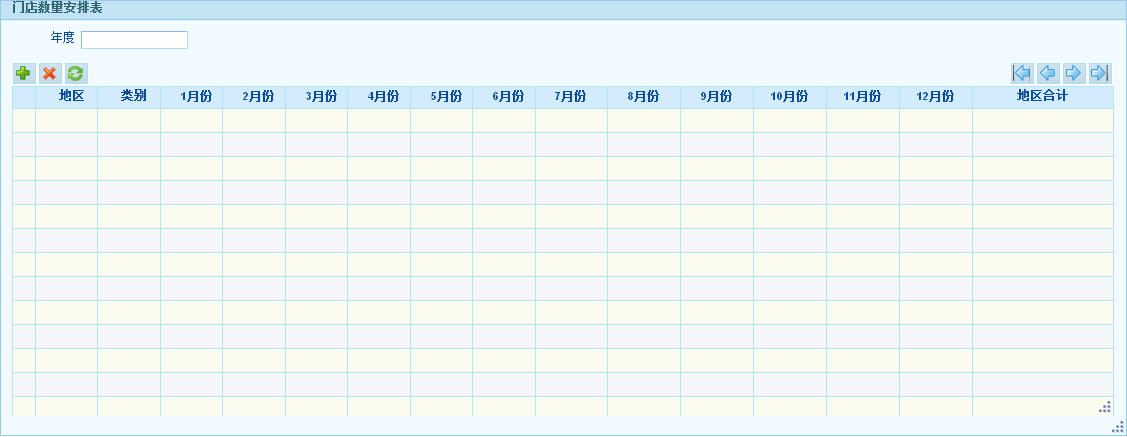 门店数量安排表
年度
地区 类别 1月份 2月份 3月份 4月份 5月份 6月份 7月份 8月份 9月份 10月份 11月份 12月份 地区合计